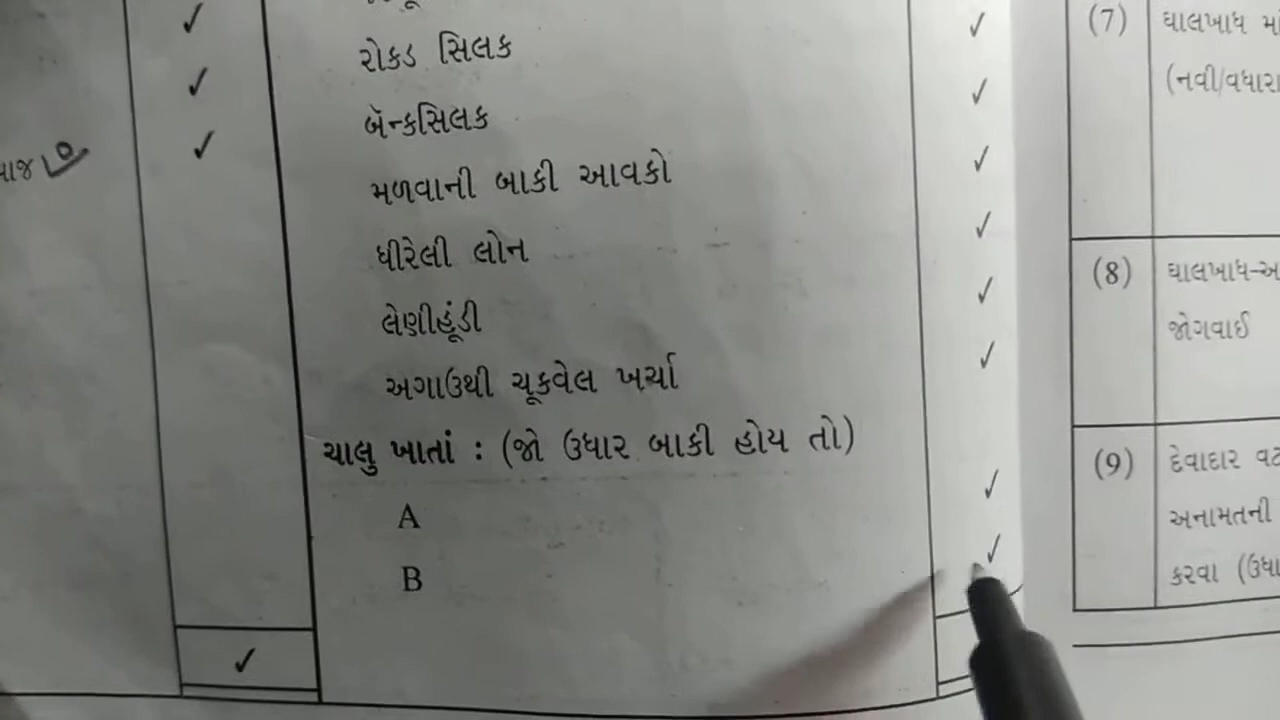 રોકડ સિલક
બૅન્કસિલક
મળવાની બાકી આવકો
ધીરેલી લોન
લેણીહૂંડી
અગાઉથી ચૂકવેલ ખર્ચા
ચાલુ ખાતાં : (જો ઉધાર બાકી હોય તો)
A
B
(7) ઘાલખાધ
(નવી/વધારા
(8) ઘાલખાધ-અ
જોગવાઈ
(9) દેવાદાર વટ
અનામતની
કરવા (ઉધા